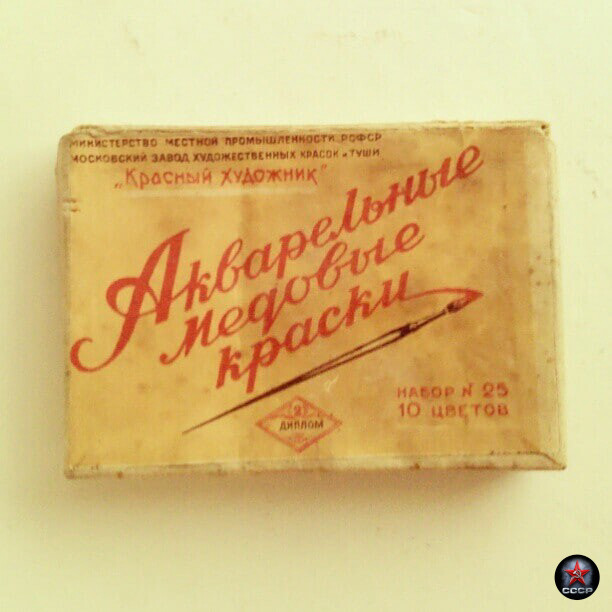 МИНИСТЕРСТВО МЕСТНОЙ ПРОМЫШЛЕННОСТИ РСФСР
МОСКОВСКИЙ ЗАВОД ХУДОЖЕСТВЕННЫХ КРАСОК и ТУШИ
„Красный художник"
Акварельные
медовые
краски
НАБОР № 25
10 ЦВЕТОВ
2
ДИПЛОМ
СССР